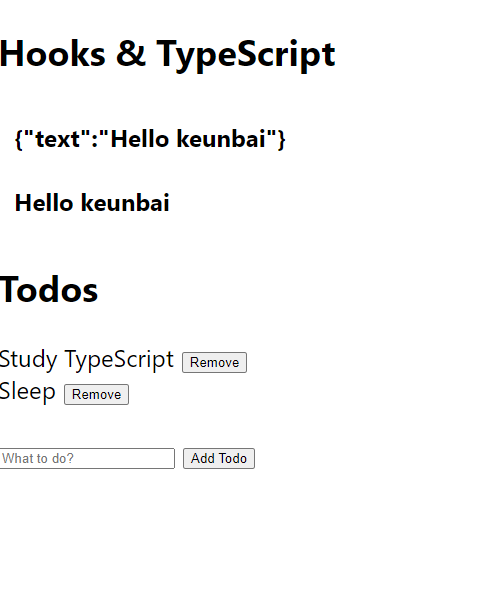 Hooks & TypeScript
{"text":"Hello keunbai"}
Hello keunbai
Todos
Study TypeScript Remove
Sleep Remove
What to do? Add Todo